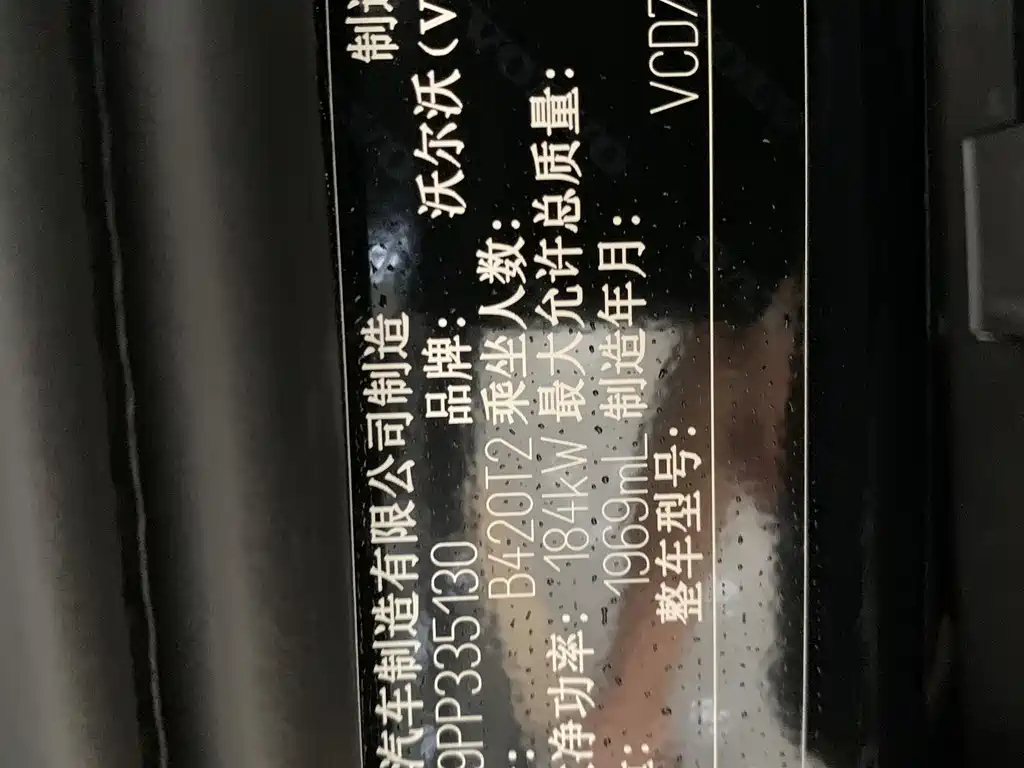 汽车制造有限公司制造 制造
9PP335130 品牌: 沃尔沃(V
: B420T2 乘坐人数:
净功率: 184kW 最大允许总质量:
: 1969mL 制造年月:
整车型号: VCD7